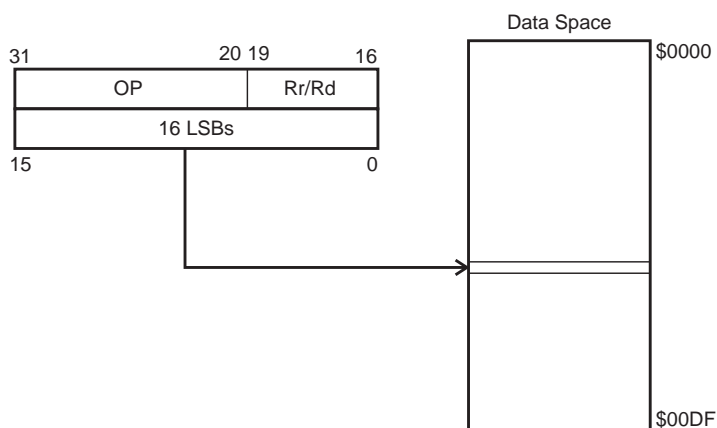 Data Space
31 20 19 16
$0000
OP Rr/Rd
16 LSBs
15 0
$00DF